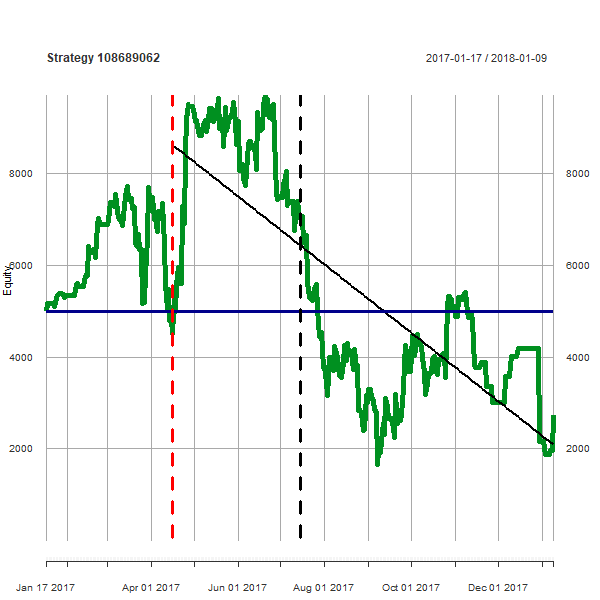 Strategy 108689062
2017-01-17 / 2018-01-09
Equity
8000
8000
6000
6000
4000
4000
2000
2000
Jan 17 2017
Apr 01 2017
Jun 01 2017
Aug 01 2017
Oct 01 2017
Dec 01 2017